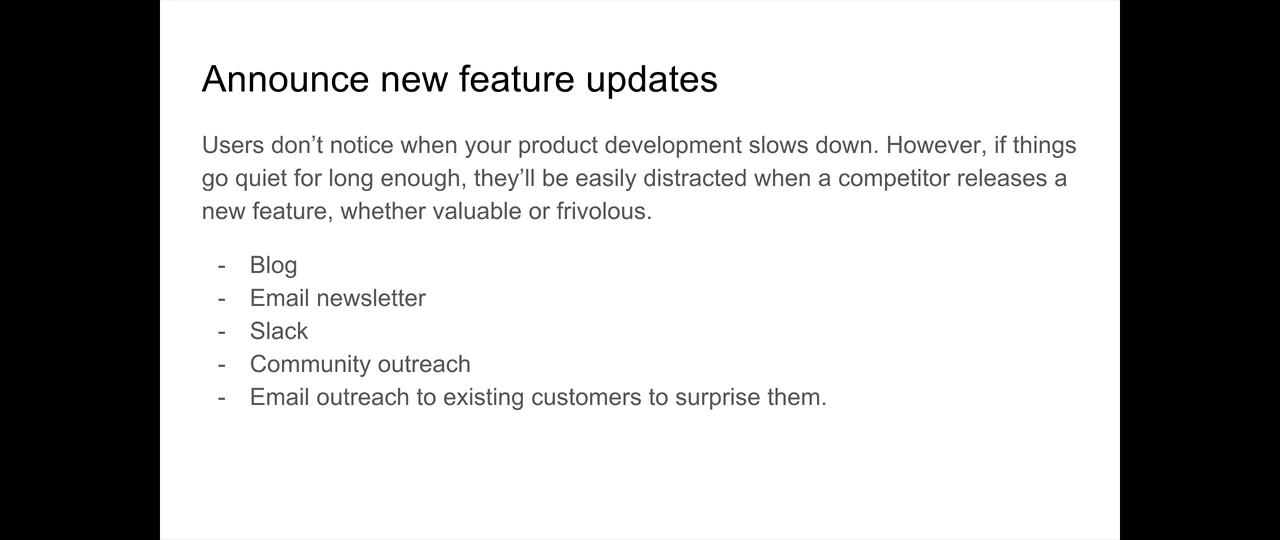 Announce new feature updates
Users don’t notice when your product development slows down. However, if things
go quiet for long enough, they’ll be easily distracted when a competitor releases a
new feature, whether valuable or frivolous.
- Blog
- Email newsletter
- Slack
- Community outreach
- Email outreach to existing customers to surprise them.